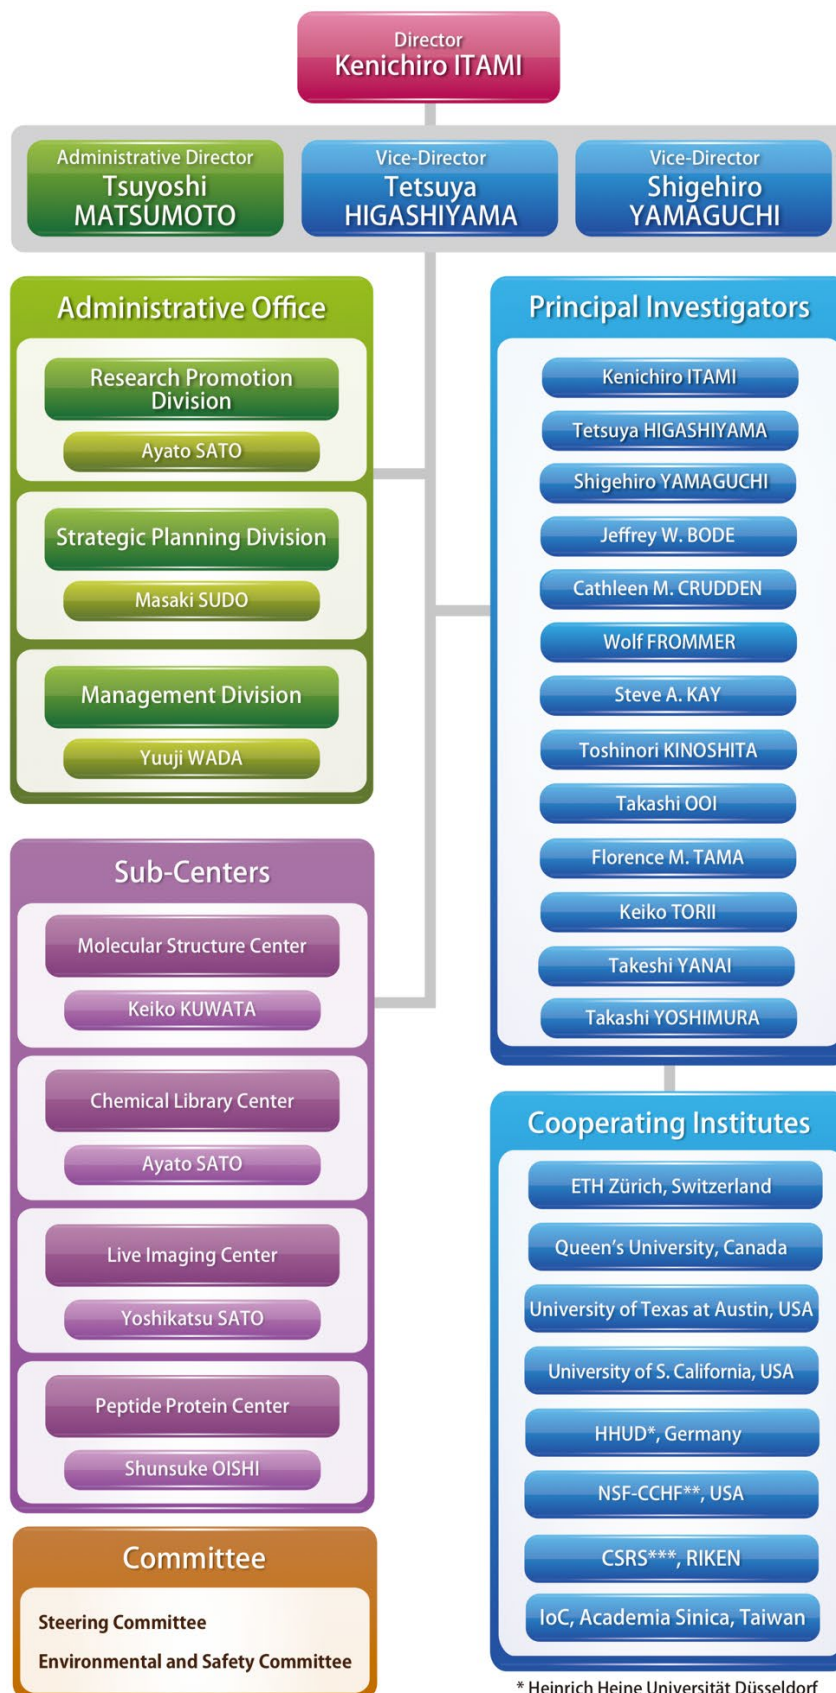 Director
Kenichiro ITAMI
Administrative Director
Tsuyoshi
MATSUMOTO
Vice-Director
Tetsuya
HIGASHIYAMA
Vice-Director
Shigehiro
YAMAGUCHI
Administrative Office
Research Promotion
Division
Ayato SATO
Strategic Planning Division
Masaki SUDO
Management Division
Yuuji WADA
Sub-Centers
Molecular Structure Center
Keiko KUWATA
Chemical Library Center
Ayato SATO
Live Imaging Center
Yoshikatsu SATO
Peptide Protein Center
Shunsuke OISHI
Committee
Steering Committee
Environmental and Safety Committee
Principal Investigators
Kenichiro ITAMI
Tetsuya HIGASHIYAMA
Shigehiro YAMAGUCHI
Jeffrey W. BODE
Cathleen M. CRUDDEN
Wolf FROMMER
Steve A. KAY
Toshinori KINOSHITA
Takashi OOI
Florence M. TAMA
Keiko TORII
Takeshi YANAI
Takashi YOSHIMURA
Cooperating Institutes
ETH Zürich, Switzerland
Queen's University, Canada
University of Texas at Austin, USA
University of S. California, USA
HHUD*, Germany
NSF-CCHF**, USA
CSRS***, RIKEN
IoC, Academia Sinica, Taiwan
* Heinrich Heine Universität Düsseldorf